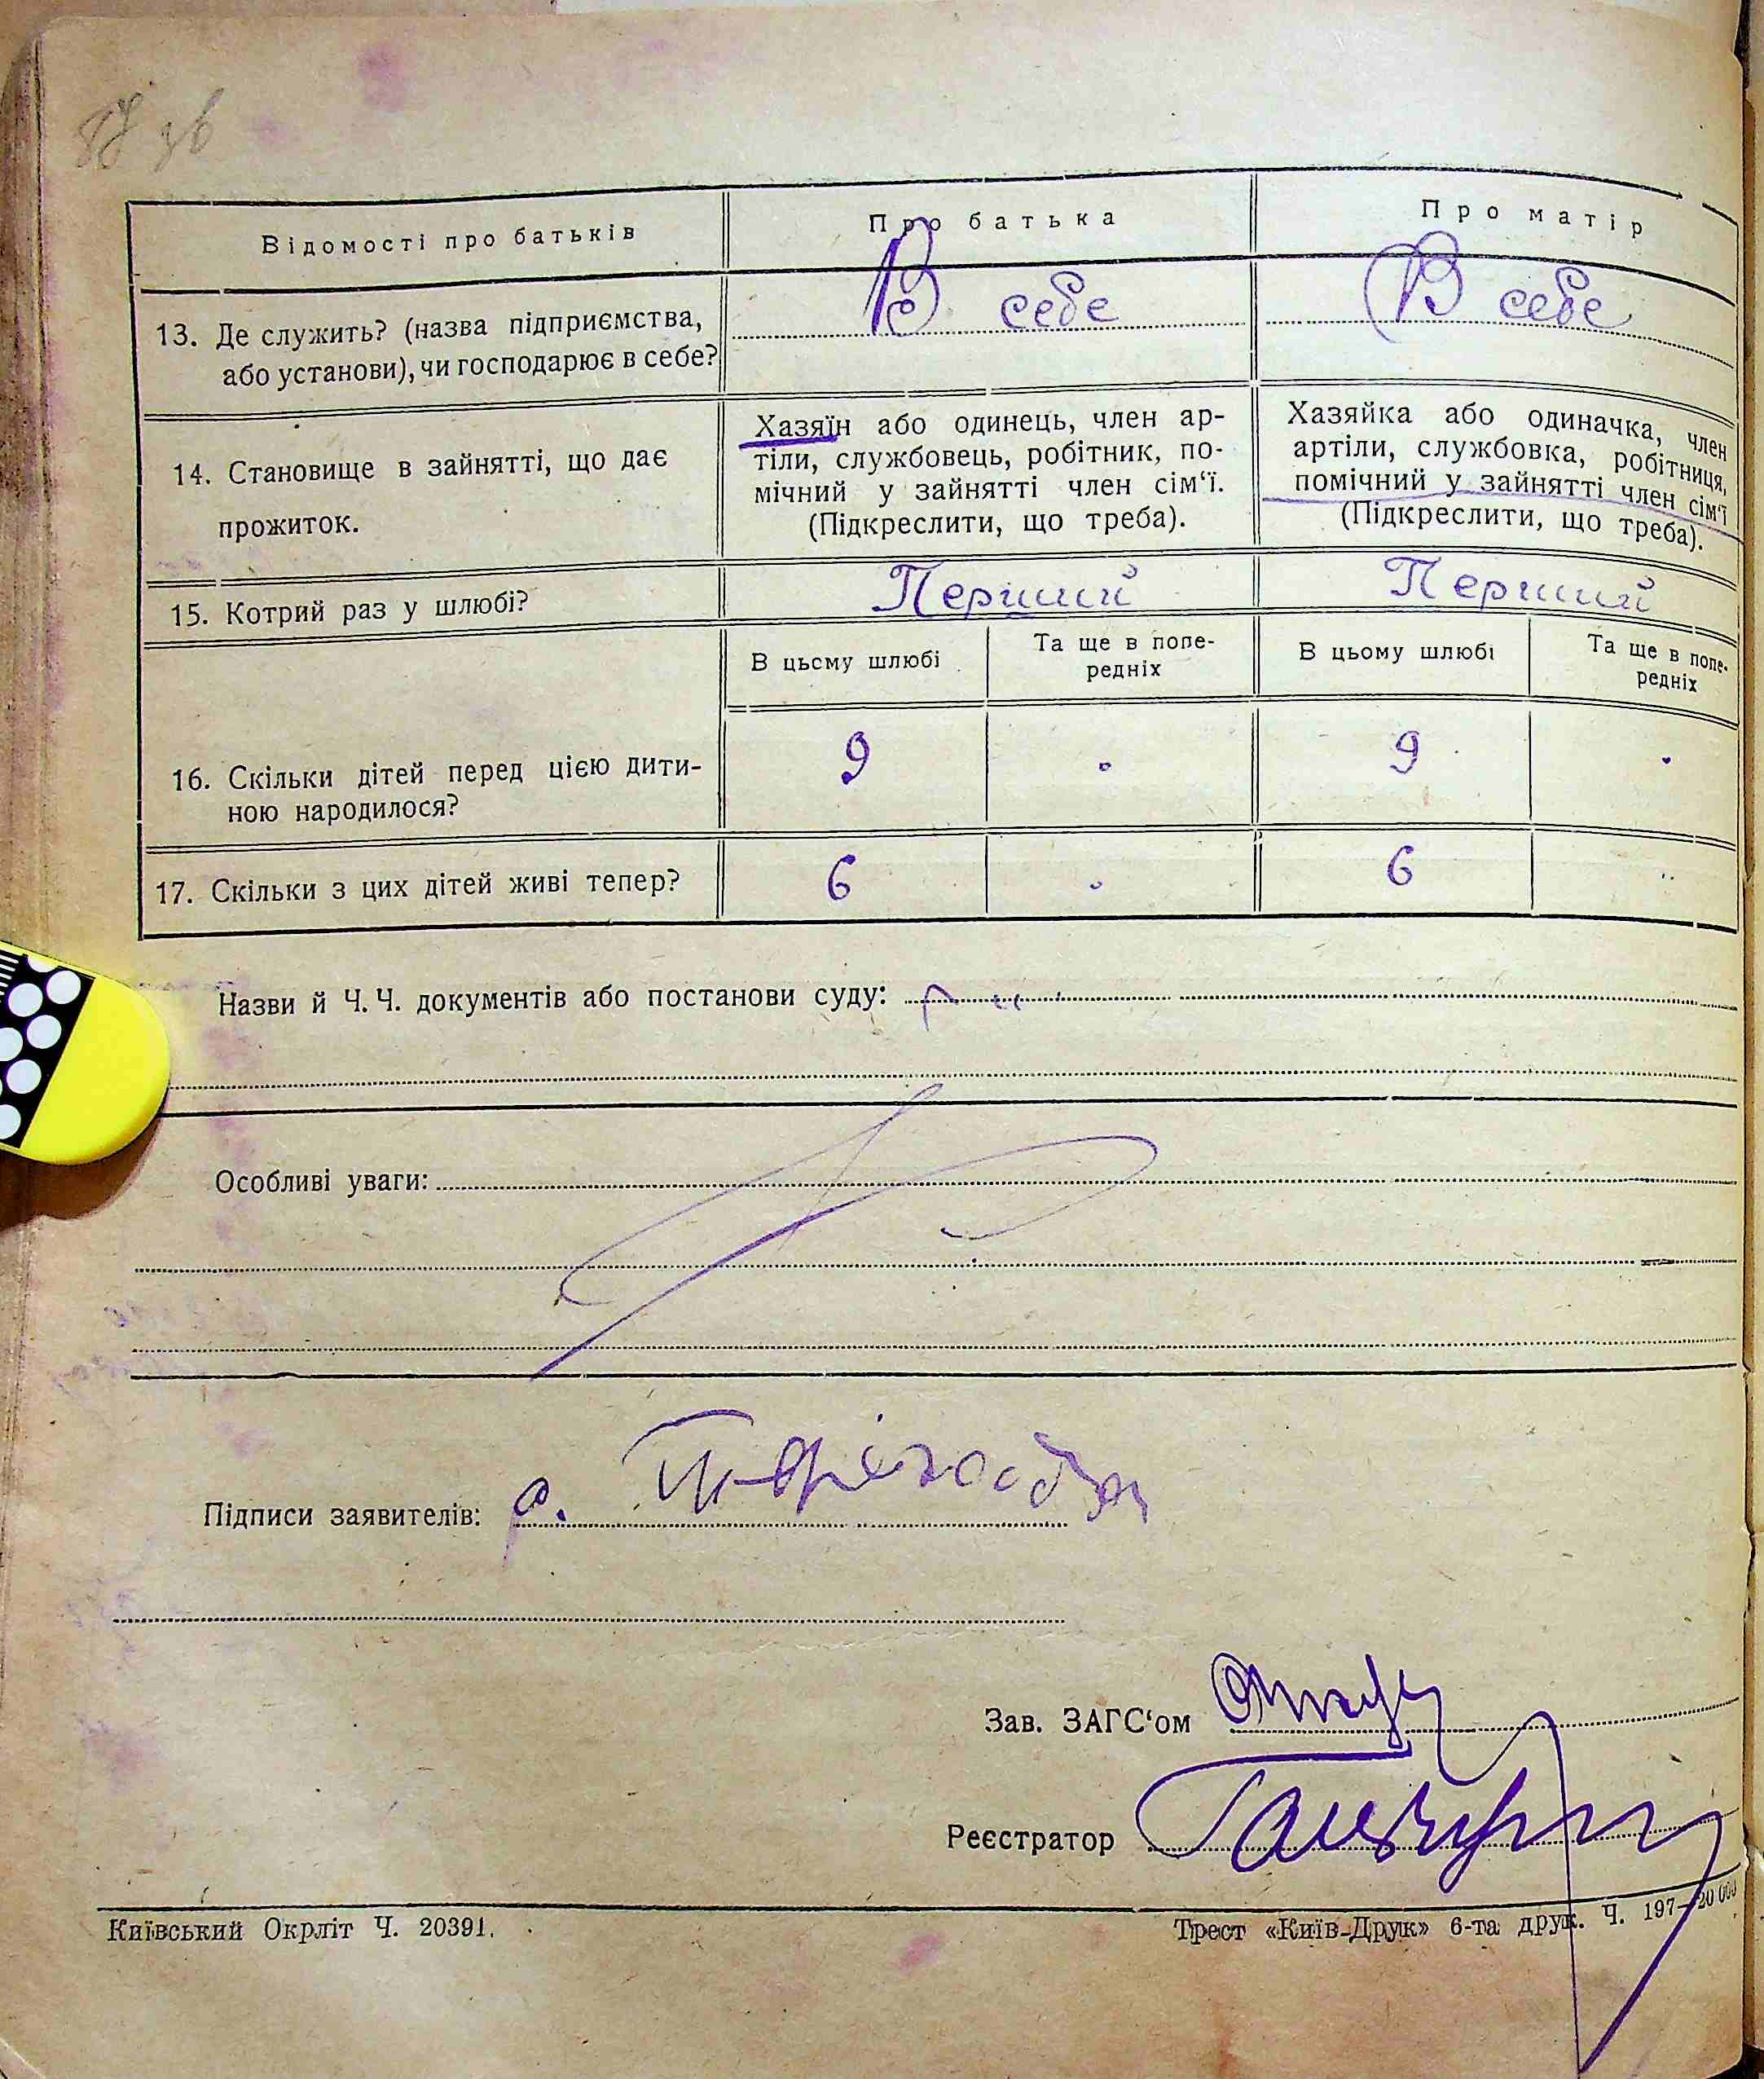 Відомості про батьків
Про батька
Про матір
13. Де служить? (назва підприємства,
або установи), чи господарює в себе?
В себе
В себе
14. Становище в зайнятті, що дає
прожиток.
Хазяїн або одинець, член ар-
тіли, службовець, робітник, по-
мічний у зайнятті член сім‘ї.
(Підкреслити, що треба).
Хазяйка або одиначка, член
артіли, службовка, робітниця,
помічний у зайнятті член сім‘ї
(Підкреслити, що треба).
15. Котрий раз у шлюбі?
Перший
Перший
В цьому шлюбі
Та ще в попе-
редніх
В цьому шлюбі
Та ще в попе-
редніх
16. Скільки дітей перед цією дити-
ною народилося?
9
9
17. Скільки з цих дітей живі тепер?
6
6
Назви й Ч. Ч. документів або постанови суду:
Особливі уваги:
Підписи заявителів:
Зав. ЗАГС‘ом
Реєстратор
Київський Окрліт Ч. 20391.
Трест «Київ-Друк» 6-та друк. Ч. 197—20 000